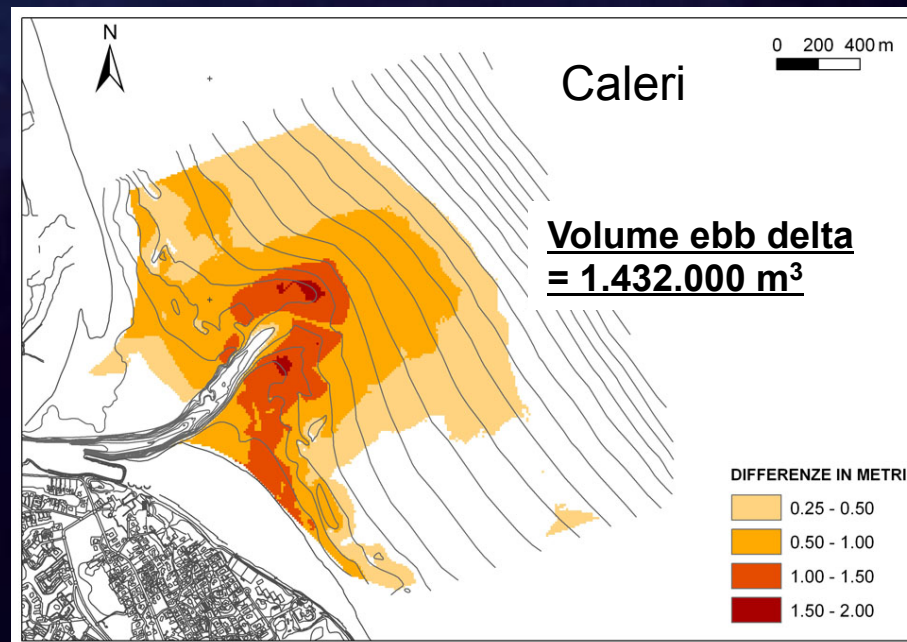 N
Caleri
0 200 400 m
Volume ebb delta
= 1.432.000 m³
DIFFERENZE IN METRI
0.25 - 0.50
0.50 - 1.00
1.00 - 1.50
1.50 - 2.00